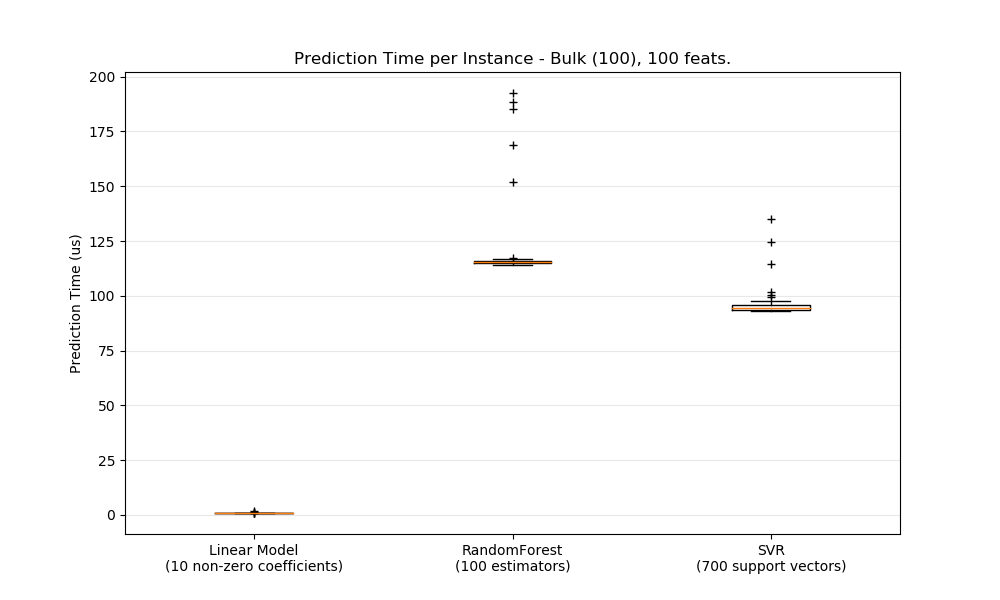 Prediction Time per Instance - Bulk (100), 100 feats.
Prediction Time (us)
200
175
150
125
100
75
50
25
0
Linear Model
(10 non-zero coefficients)
RandomForest
(100 estimators)
SVR
(700 support vectors)